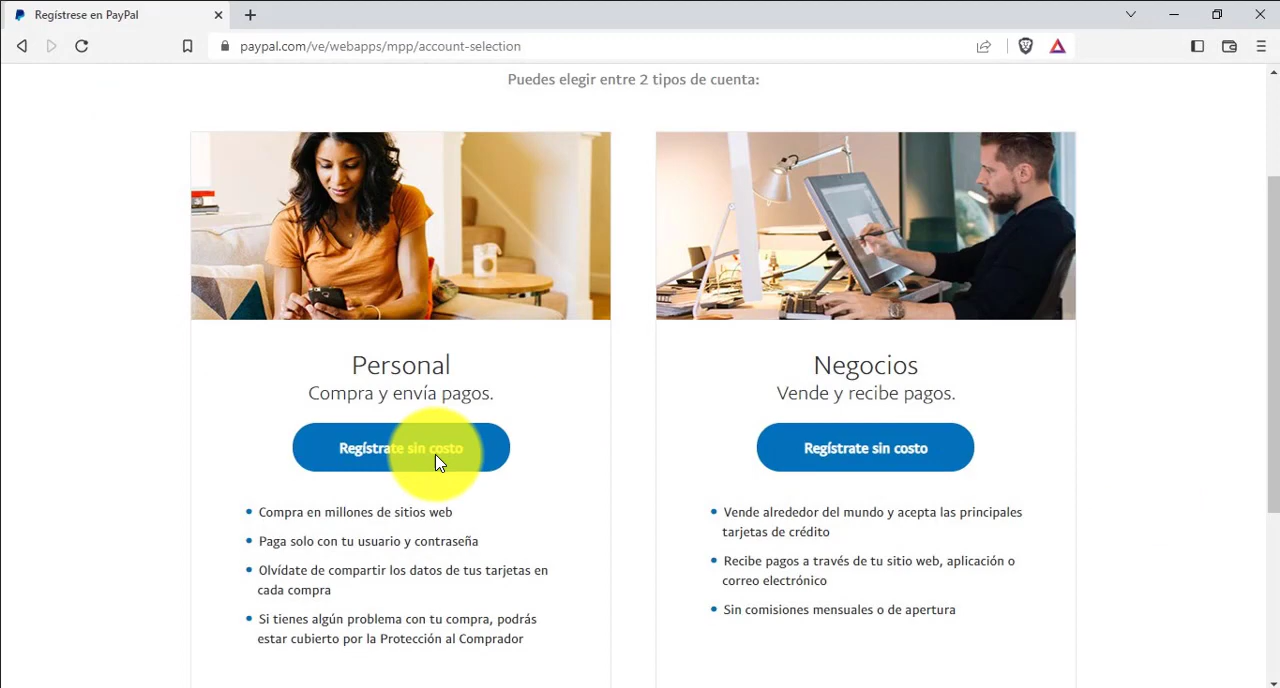 Regístrese en PayPal
paypal.com/ve/webapps/mpp/account-selection
Puedes elegir entre 2 tipos de cuenta:
Personal
Compra y envía pagos.
Regístrate sin costo
Compra en millones de sitios web
Paga solo con tu usuario y contraseña
Olvídate de compartir los datos de tus tarjetas en
cada compra
Si tienes algún problema con tu compra, podrás
estar cubierto por la Protección al Comprador
Negocios
Vende y recibe pagos.
Regístrate sin costo
Vende alrededor del mundo y acepta las principales
tarjetas de crédito
Recibe pagos a través de tu sitio web, aplicación o
correo electrónico
Sin comisiones mensuales o de apertura